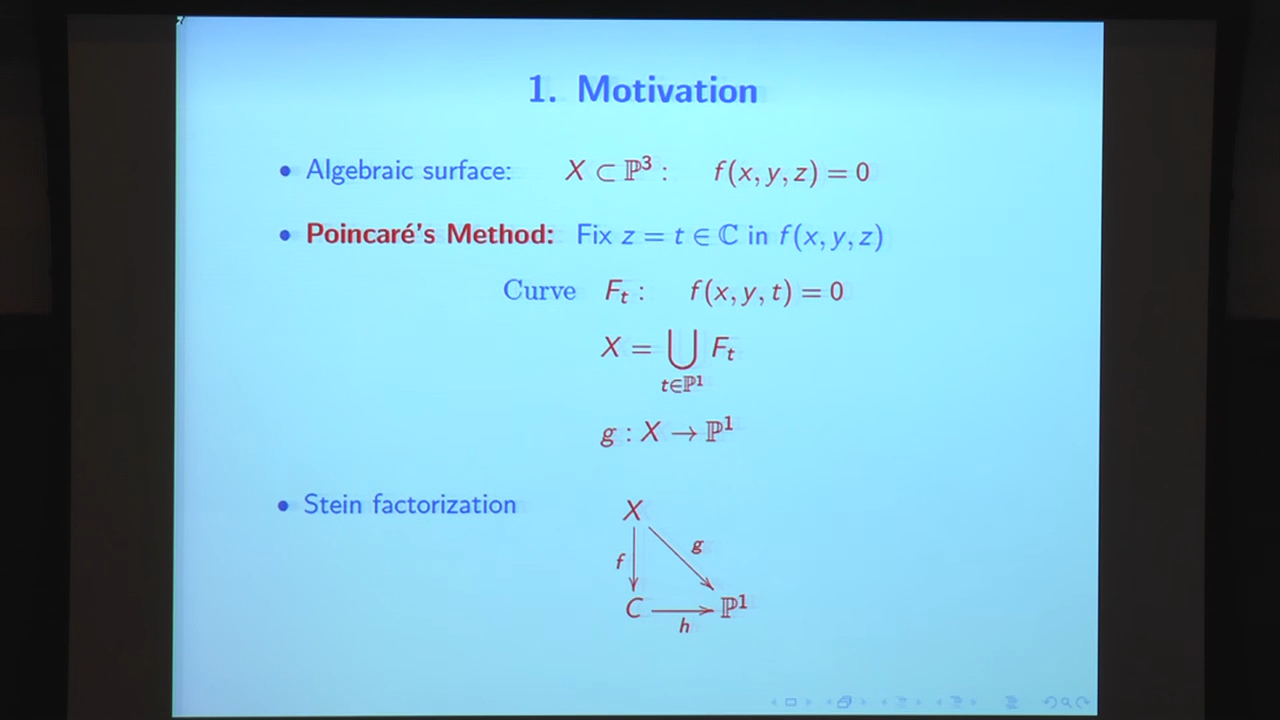 1. Motivation
• Algebraic surface: X ⊂ ℙ³ : f(x, y, z) = 0
• Poincaré's Method: Fix z = t ∈ ℂ in f(x, y, z)
Curve F_t : f(x, y, t) = 0
X = ⋃ F_t
t∈ℙ¹
g : X → ℙ¹
• Stein factorization
X
f g
C ℙ¹
h